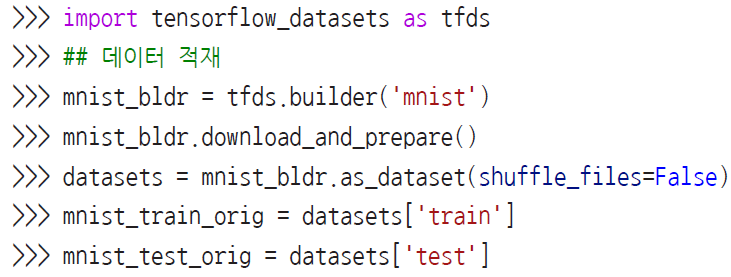 >>> import tensorflow_datasets as tfds
>>> ## 데이터 적재
>>> mnist_bldr = tfds.builder('mnist')
>>> mnist_bldr.download_and_prepare()
>>> datasets = mnist_bldr.as_dataset(shuffle_files=False)
>>> mnist_train_orig = datasets['train']
>>> mnist_test_orig = datasets['test']